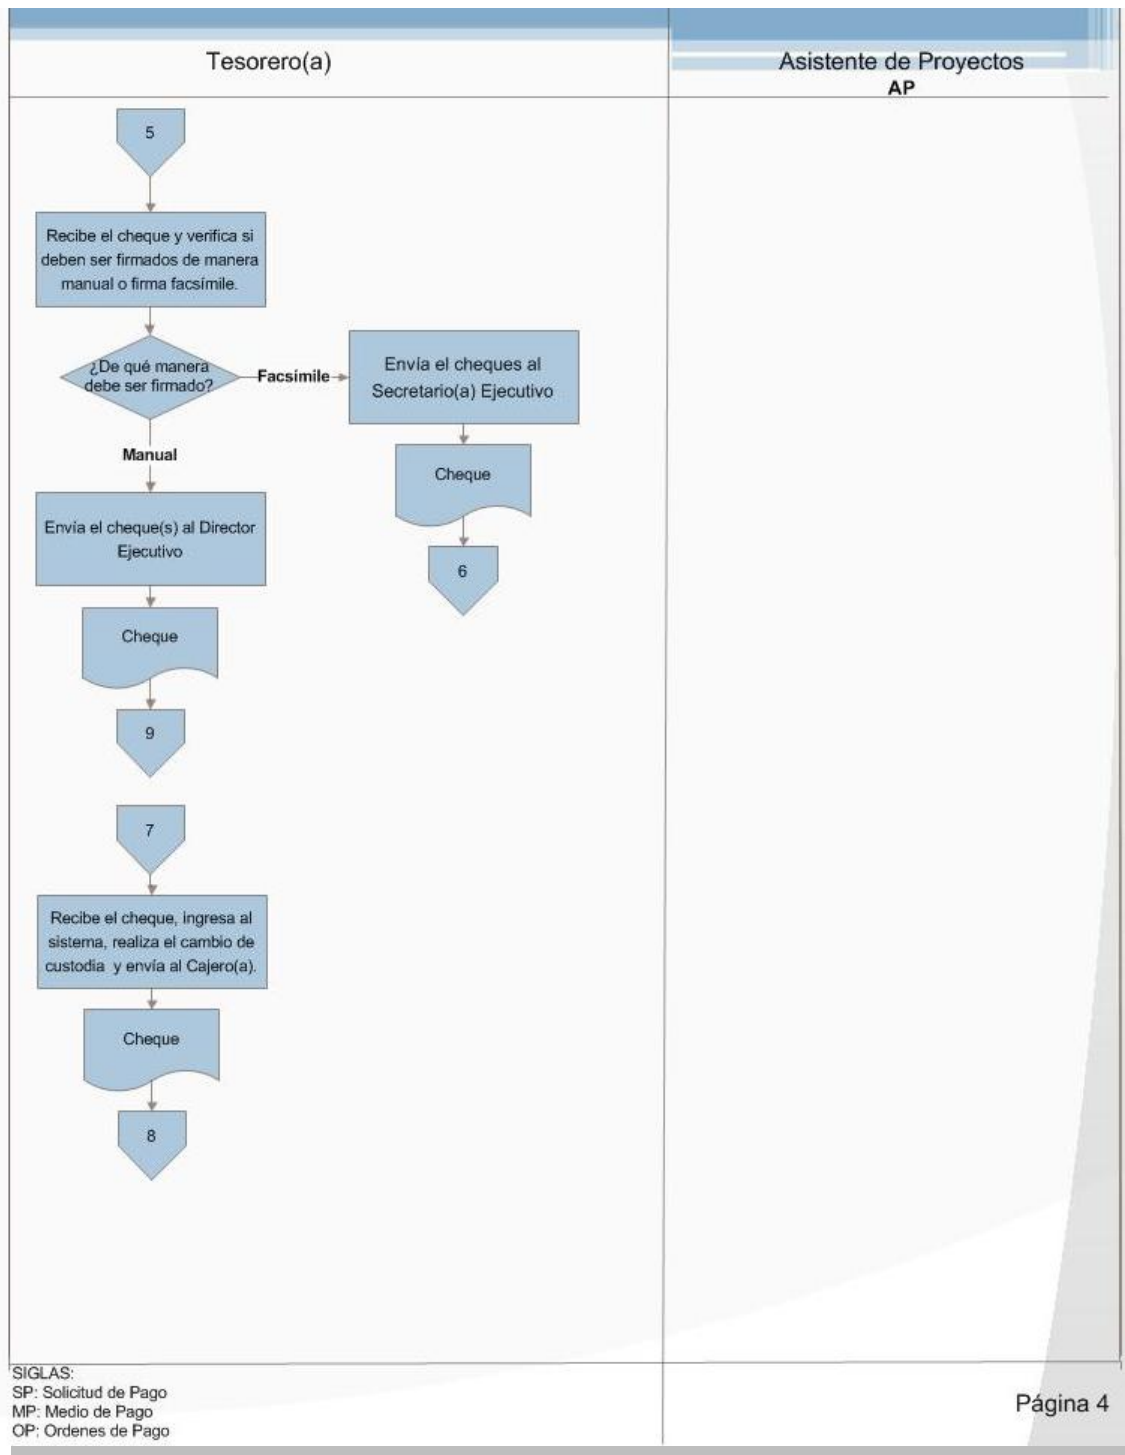 Tesorero(a)
Asistente de Proyectos
AP
5
Recibe el cheque y verifica si
deben ser firmados de manera
manual o firma facsímile.
¿De qué manera
debe ser firmado?
Facsímile
Envía el cheques al
Secretario(a) Ejecutivo
Cheque
6
Manual
Envía el cheque(s) al Director
Ejecutivo
Cheque
9
7
Recibe el cheque, ingresa al
sistema, realiza el cambio de
custodia y envía al Cajero(a).
Cheque
8
SIGLAS:
SP: Solicitud de Pago
MP: Medio de Pago
OP: Ordenes de Pago
Página 4